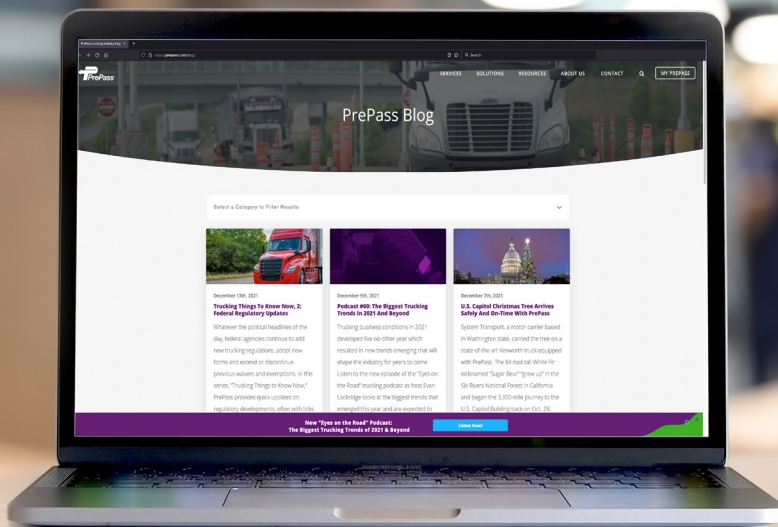 PrePass trucking industry blog
https://prepass.com/blog/
Search
PrePass
SERVICES
SOLUTIONS
RESOURCES
ABOUT US
CONTACT
MY PREPASS
PrePass Blog
Select a Category to Filter Results
December 13th, 2021
Trucking Things To Know Now, 2:
Federal Regulatory Updates
Whatever the political headlines of the
day, federal agencies continue to add
new trucking regulations, adopt new
forms and extend or discontinue
previous waivers and exemptions. In this
series, "Trucking Things to Know Now,"
PrePass provides quick updates on
regulatory developments, often with links
December 9th, 2021
Podcast #60: The Biggest Trucking
Trends In 2021 And Beyond
Trucking business conditions in 2021
developed like no other year which
resulted in new trends emerging that will
shape the industry for years to come.
Listen to the new episode of the "Eyes on
the Road" trucking podcast as host Evan
Lockridge looks at the biggest trends that
emerged this year and are expected to
December 7th, 2021
U.S. Capitol Christmas Tree Arrives
Safely And On-Time With PrePass
System Transport, a motor carrier based
in Washington state, carried the tree on a
state-of-the-art Kenworth truck equipped
with PrePass. The 84-foot tall White Fir
nicknamed "Sugar Bear" "grew up" in the
Six Rivers National Forest in California
and began the 3,300-mile journey to the
U.S. Capitol Building back on Oct. 29,
New "Eyes on the Road" Podcast:
The Biggest Trucking Trends of 2021 & Beyond
Listen Now!